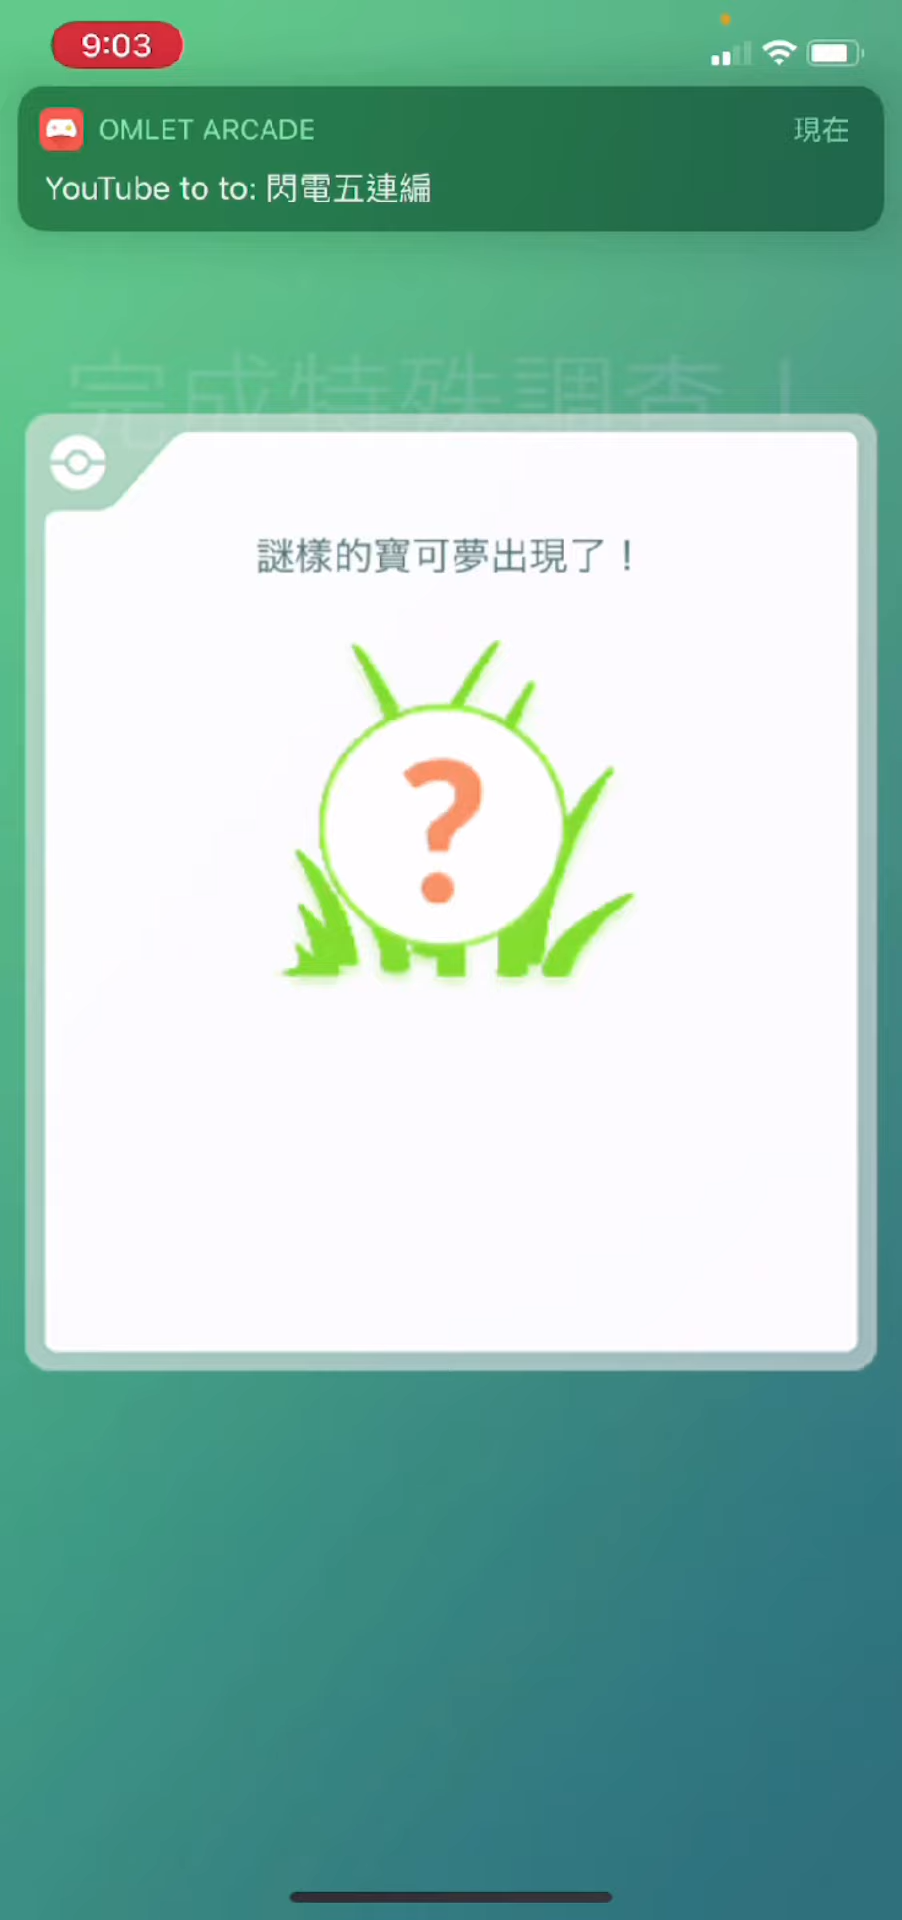 9:03
OMLET ARCADE
現在
YouTube to to: 閃電五連編
完成特殊調查！
謎樣的寶可夢出現了！
?